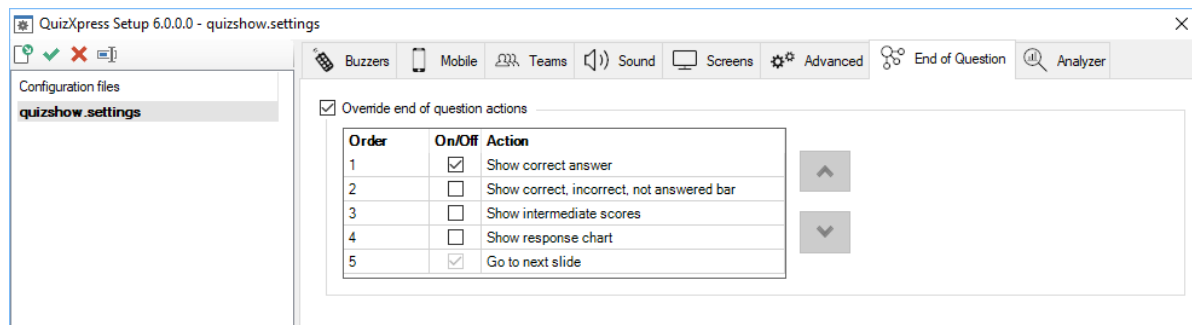 QuizXpress Setup 6.0.0.0 - quizshow.settings
Buzzers Mobile Teams Sound Screens Advanced End of Question Analyzer
Configuration files
quizshow.settings
Override end of question actions
Order On/Off Action
1 Show correct answer
2 Show correct, incorrect, not answered bar
3 Show intermediate scores
4 Show response chart
5 Go to next slide